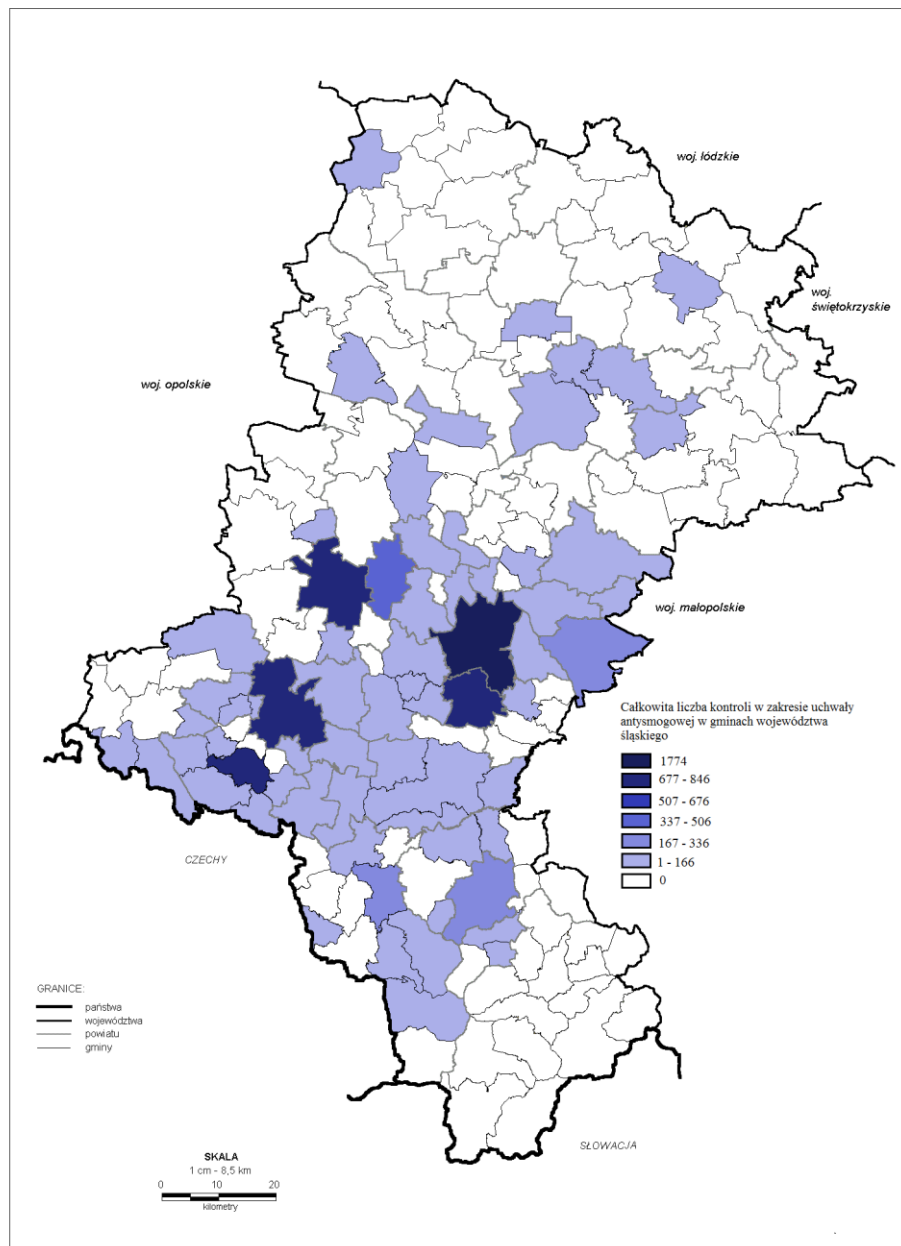 woj. łódzkie
woj.
świętokrzyskie
woj. opolskie
woj. małopolskie
Całkowita liczba kontroli w zakresie uchwały
antysmogowej w gminach województwa
śląskiego
1774
677 - 846
507 - 676
337 - 506
167 - 336
1 - 166
0
CZECHY
GRANICE:
państwa
województwa
powiatu
gminy
SŁOWACJA
SKALA
1 cm - 8,5 km
0 10 20
kilometry